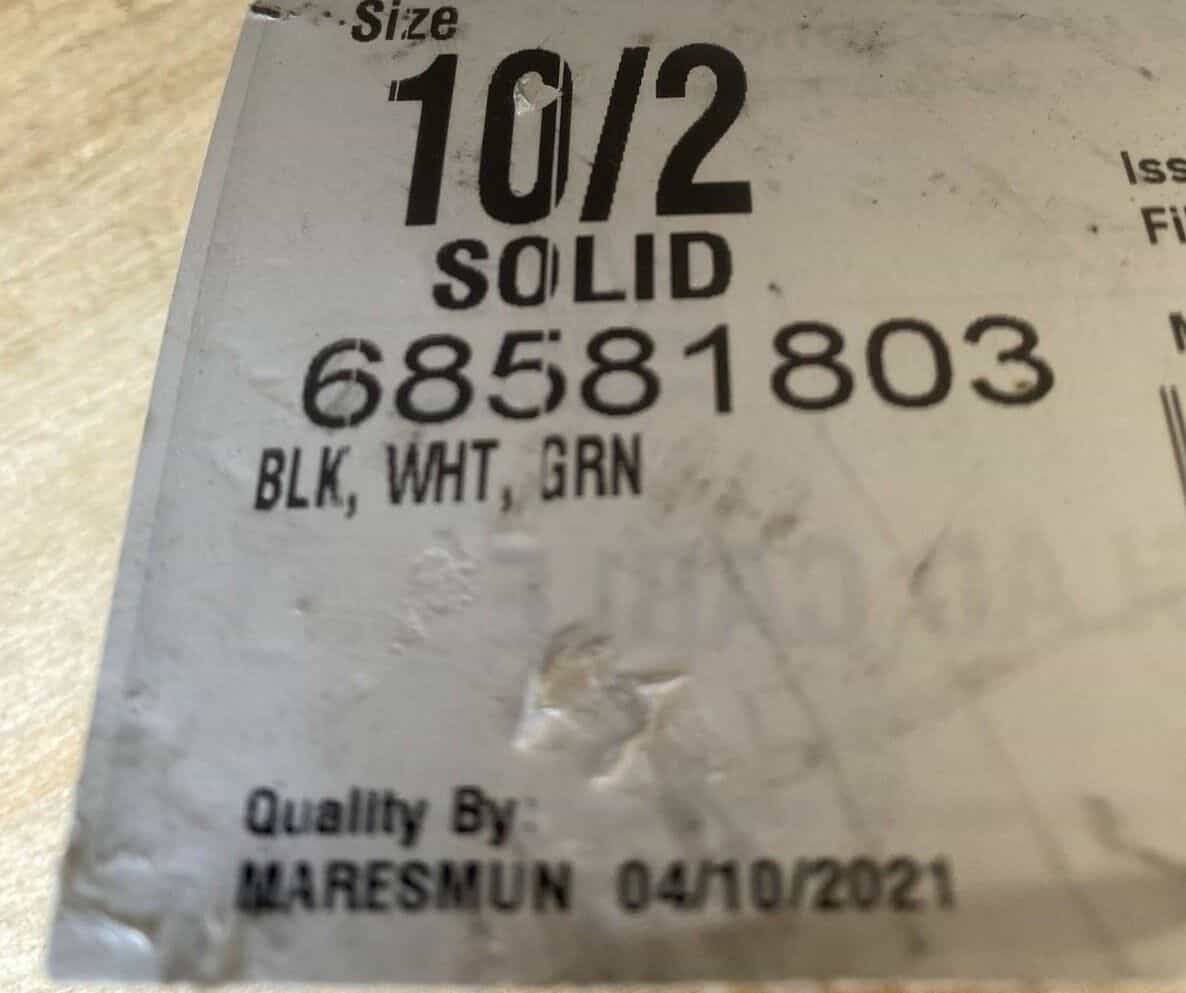 Size
10/2
SOLID
68581803
BLK, WHT, GRN
Quality By:
MARESMUN 04/10/2021